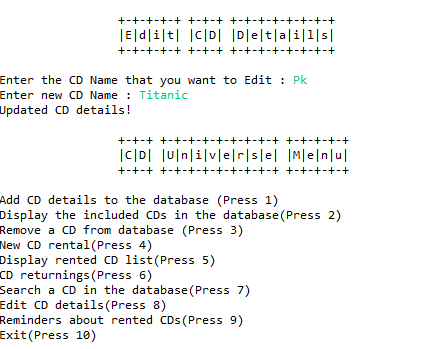 +-+-+-+-+ +-+-+ +-+-+-+-+-+-+-+
|E|d|i|t| |C|D| |D|e|t|a|i|l|s|
+-+-+-+-+ +-+-+ +-+-+-+-+-+-+-+
Enter the CD Name that you want to Edit : Pk
Enter new CD Name : Titanic
Updated CD details!
+-+-+ +-+-+-+-+-+-+-+-+ +-+-+-+-+
|C|D| |U|n|i|v|e|r|s|e| |M|e|n|u|
+-+-+ +-+-+-+-+-+-+-+-+ +-+-+-+-+
Add CD details to the database (Press 1)
Display the included CDs in the database(Press 2)
Remove a CD from database (Press 3)
New CD rental(Press 4)
Display rented CD list(Press 5)
CD returnings(Press 6)
Search a CD in the database(Press 7)
Edit CD details(Press 8)
Reminders about rented CDs(Press 9)
Exit(Press 10)